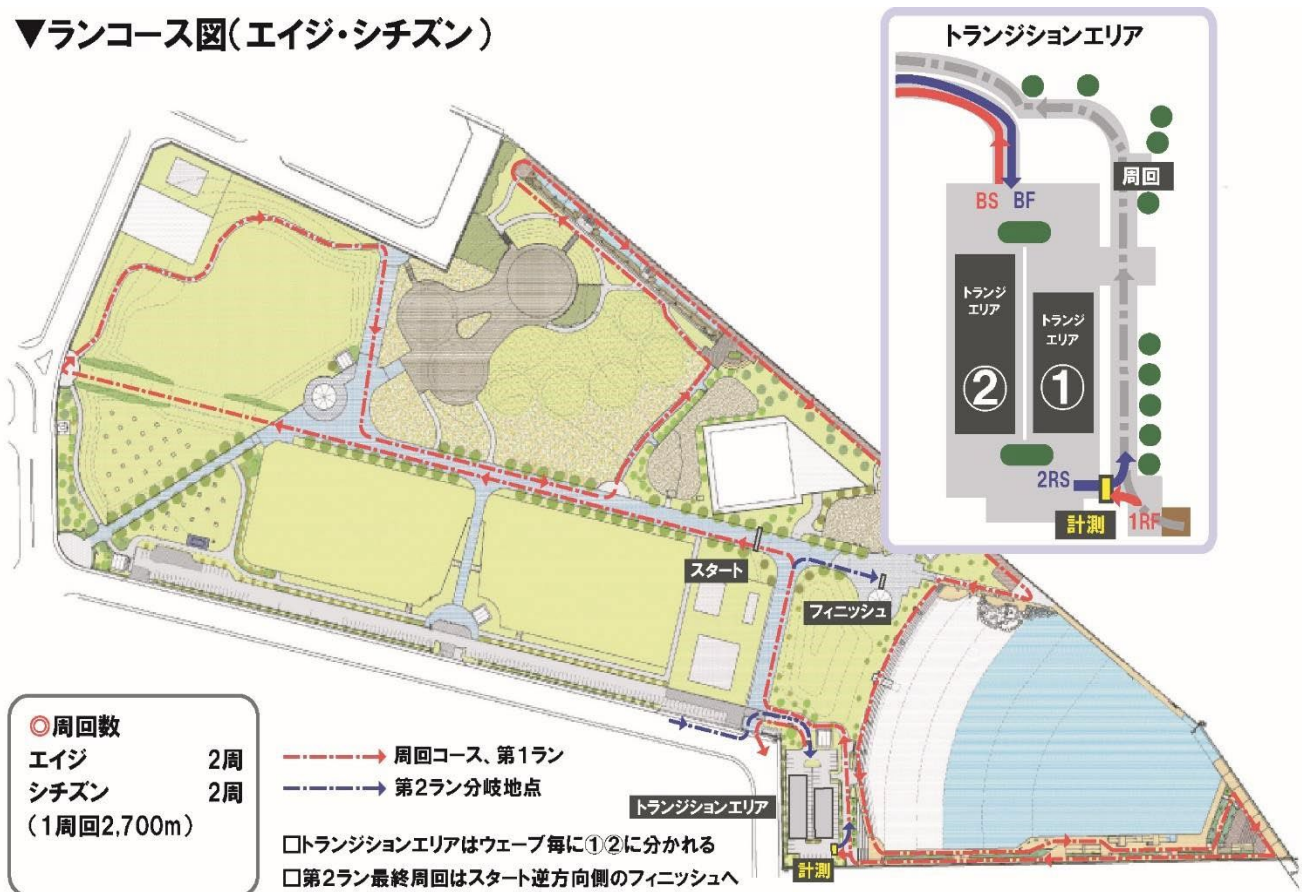 ▼ランコース図(エイジ・シチズン)
トランジションエリア
周回
BS BF
トランジ
エリア
②
トランジ
エリア
①
2RS
計測
1RF
スタート
フィニッシュ
トランジションエリア
計測
◎周回数
エイジ 2周
シチズン 2周
(1周回2,700m)
周回コース、第1ラン
第2ラン分岐地点
□トランジションエリアはウェーブ毎に①②に分かれる
□第2ラン最終周回はスタート逆方向側のフィニッシュへ